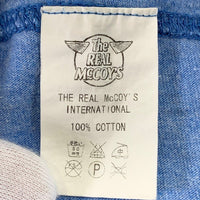 The
REAL
McCOY'S
THE REAL McCOY'S
INTERNATIONAL
100% COTTON
P